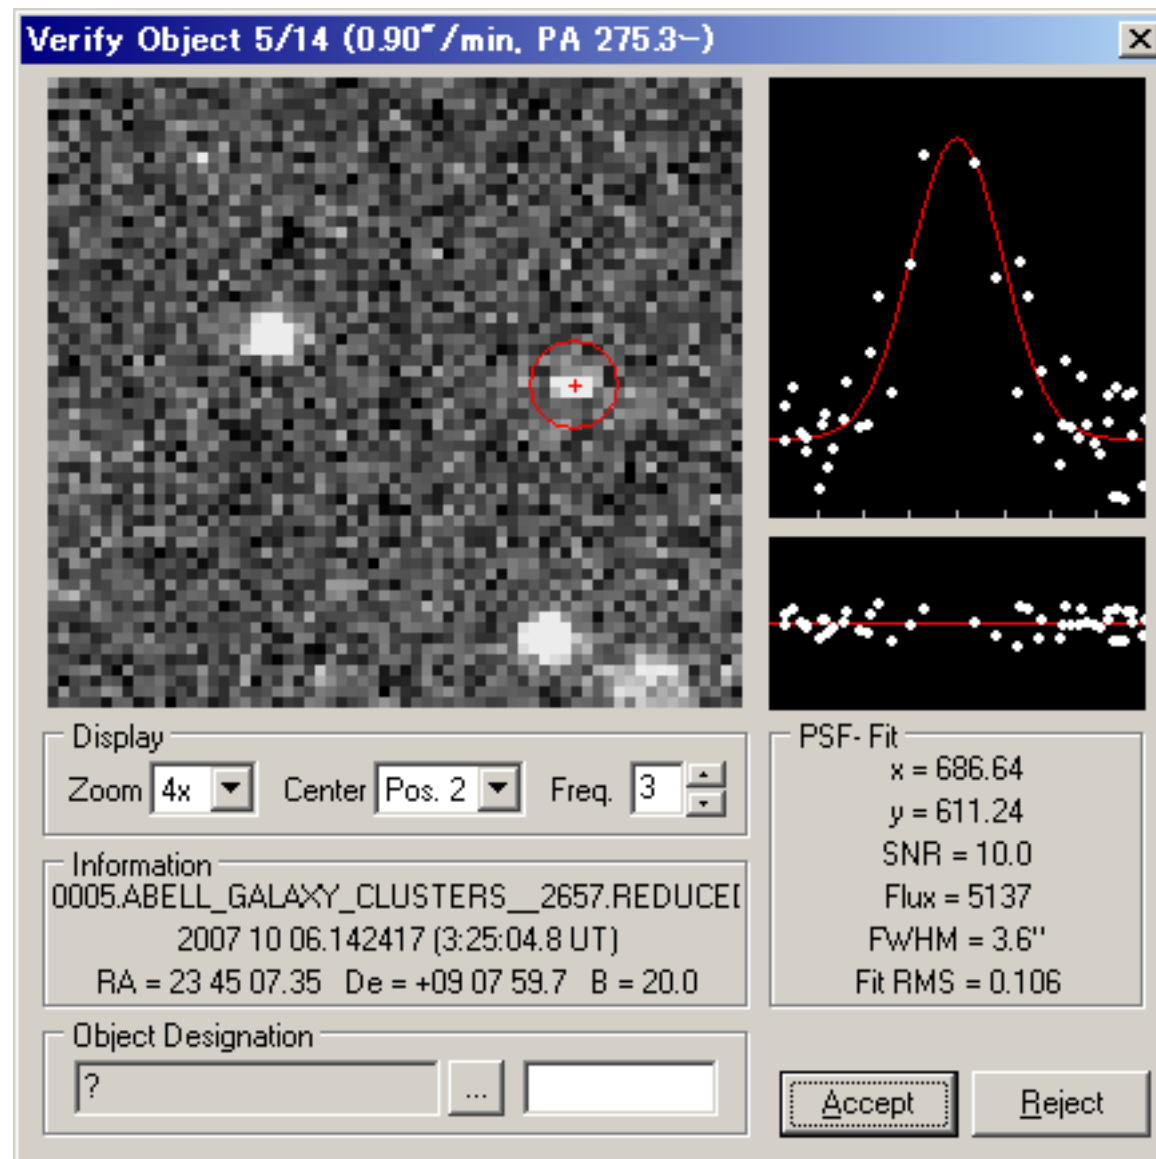 Verify Object 5/14 (0.90"/min, PA 275.3~)
Display
Zoom 4x Center Pos. 2 Freq. 3
Information
0005.ABELL_GALAXY_CLUSTERS__2657.REDUCE
2007 10 06.142417 (3:25:04.8 UT)
RA = 23 45 07.35 De = +09 07 59.7 B = 20.0
Object Designation
?
...
PSF- Fit
x = 686.64
y = 611.24
SNR = 10.0
Flux = 5137
FWHM = 3.6''
Fit RMS = 0.106
Accept Reject